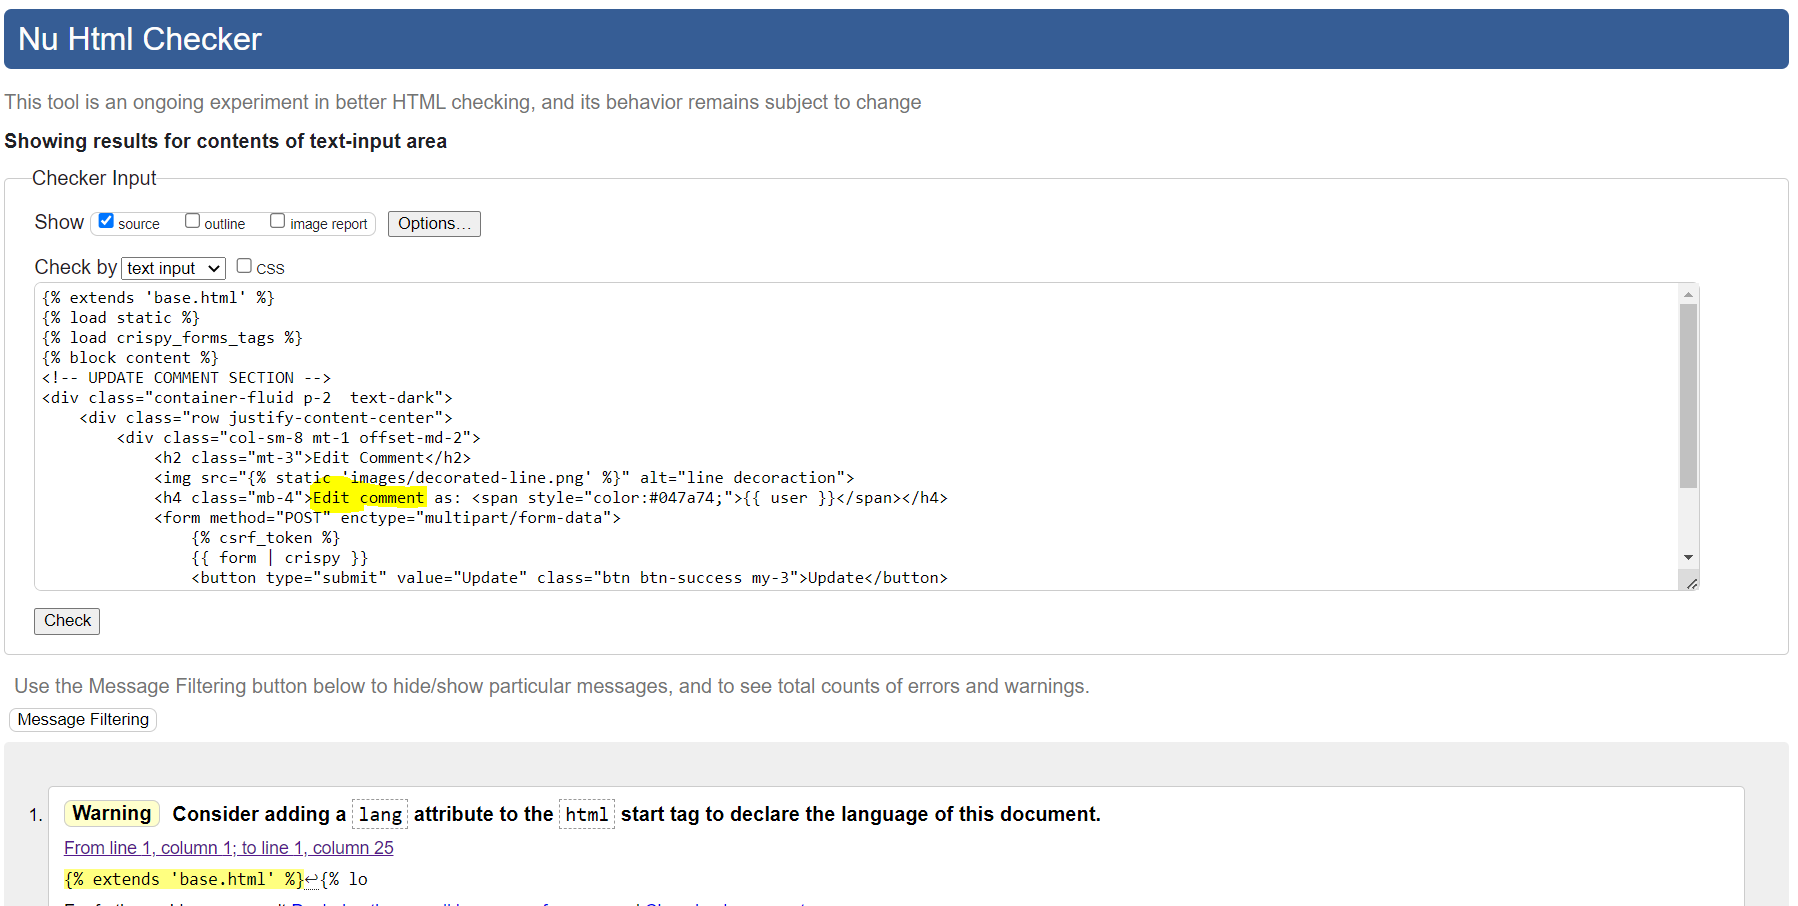 Nu Html Checker
This tool is an ongoing experiment in better HTML checking, and its behavior remains subject to change
Showing results for contents of text-input area
Checker Input
Show source outline image report Options...
Check by text input CSS
{% extends 'base.html' %}
{% load static %}
{% load crispy_forms_tags %}
{% block content %}
<!-- UPDATE COMMENT SECTION -->
<div class="container-fluid p-2  text-dark">
    <div class="row justify-content-center">
        <div class="col-sm-8 mt-1 offset-md-2">
            <h2 class="mt-3">Edit Comment</h2>
            <img src="{% static 'images/decorated-line.png' %}" alt="line decoraction">
            <h4 class="mb-4">Edit comment as: <span style="color:#047a74;">{{ user }}</span></h4>
            <form method="POST" enctype="multipart/form-data">
                {% csrf_token %}
                {{ form | crispy }}
                <button type="submit" value="Update" class="btn btn-success my-3">Update</button>
Check
Use the Message Filtering button below to hide/show particular messages, and to see total counts of errors and warnings.
Message Filtering
1. Warning Consider adding a lang attribute to the html start tag to declare the language of this document.
From line 1, column 1; to line 1, column 25
{% extends 'base.html' %}↩{% lo